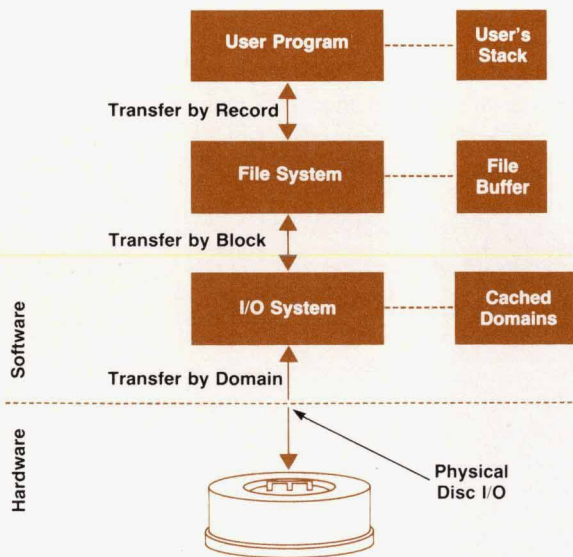 User Program
User's
Stack
Transfer by Record
File System
File
Buffer
Transfer by Block
I/O System
Cached
Domains
Software
Transfer by Domain
Hardware
Physical
Disc I/O